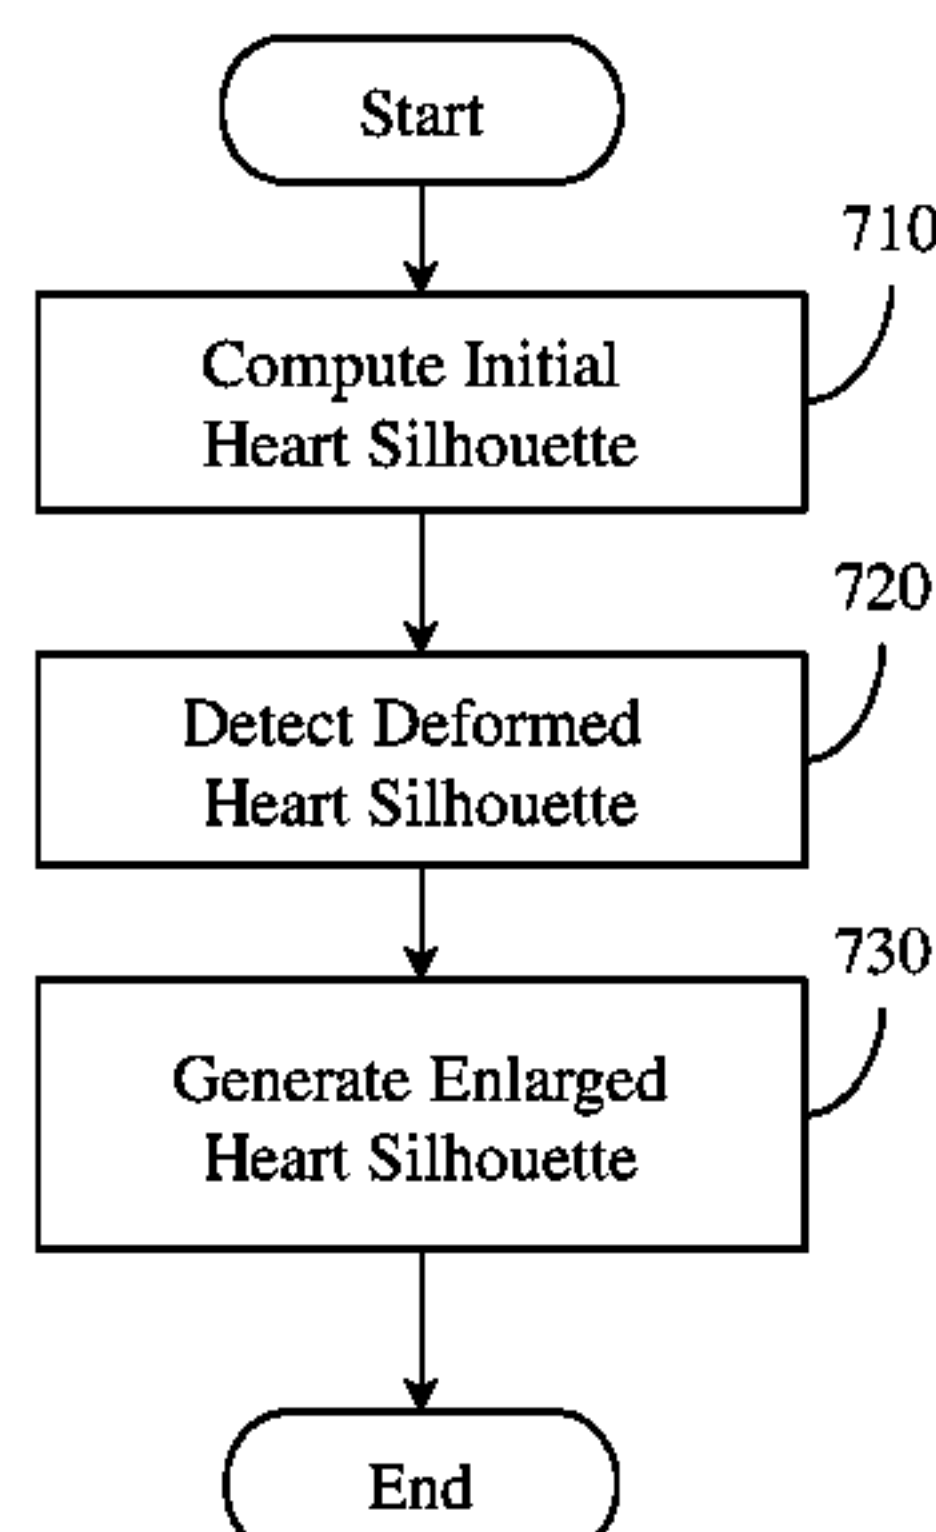 Start
710
Compute Initial
Heart Silhouette
720
Detect Deformed
Heart Silhouette
730
Generate Enlarged
Heart Silhouette
End